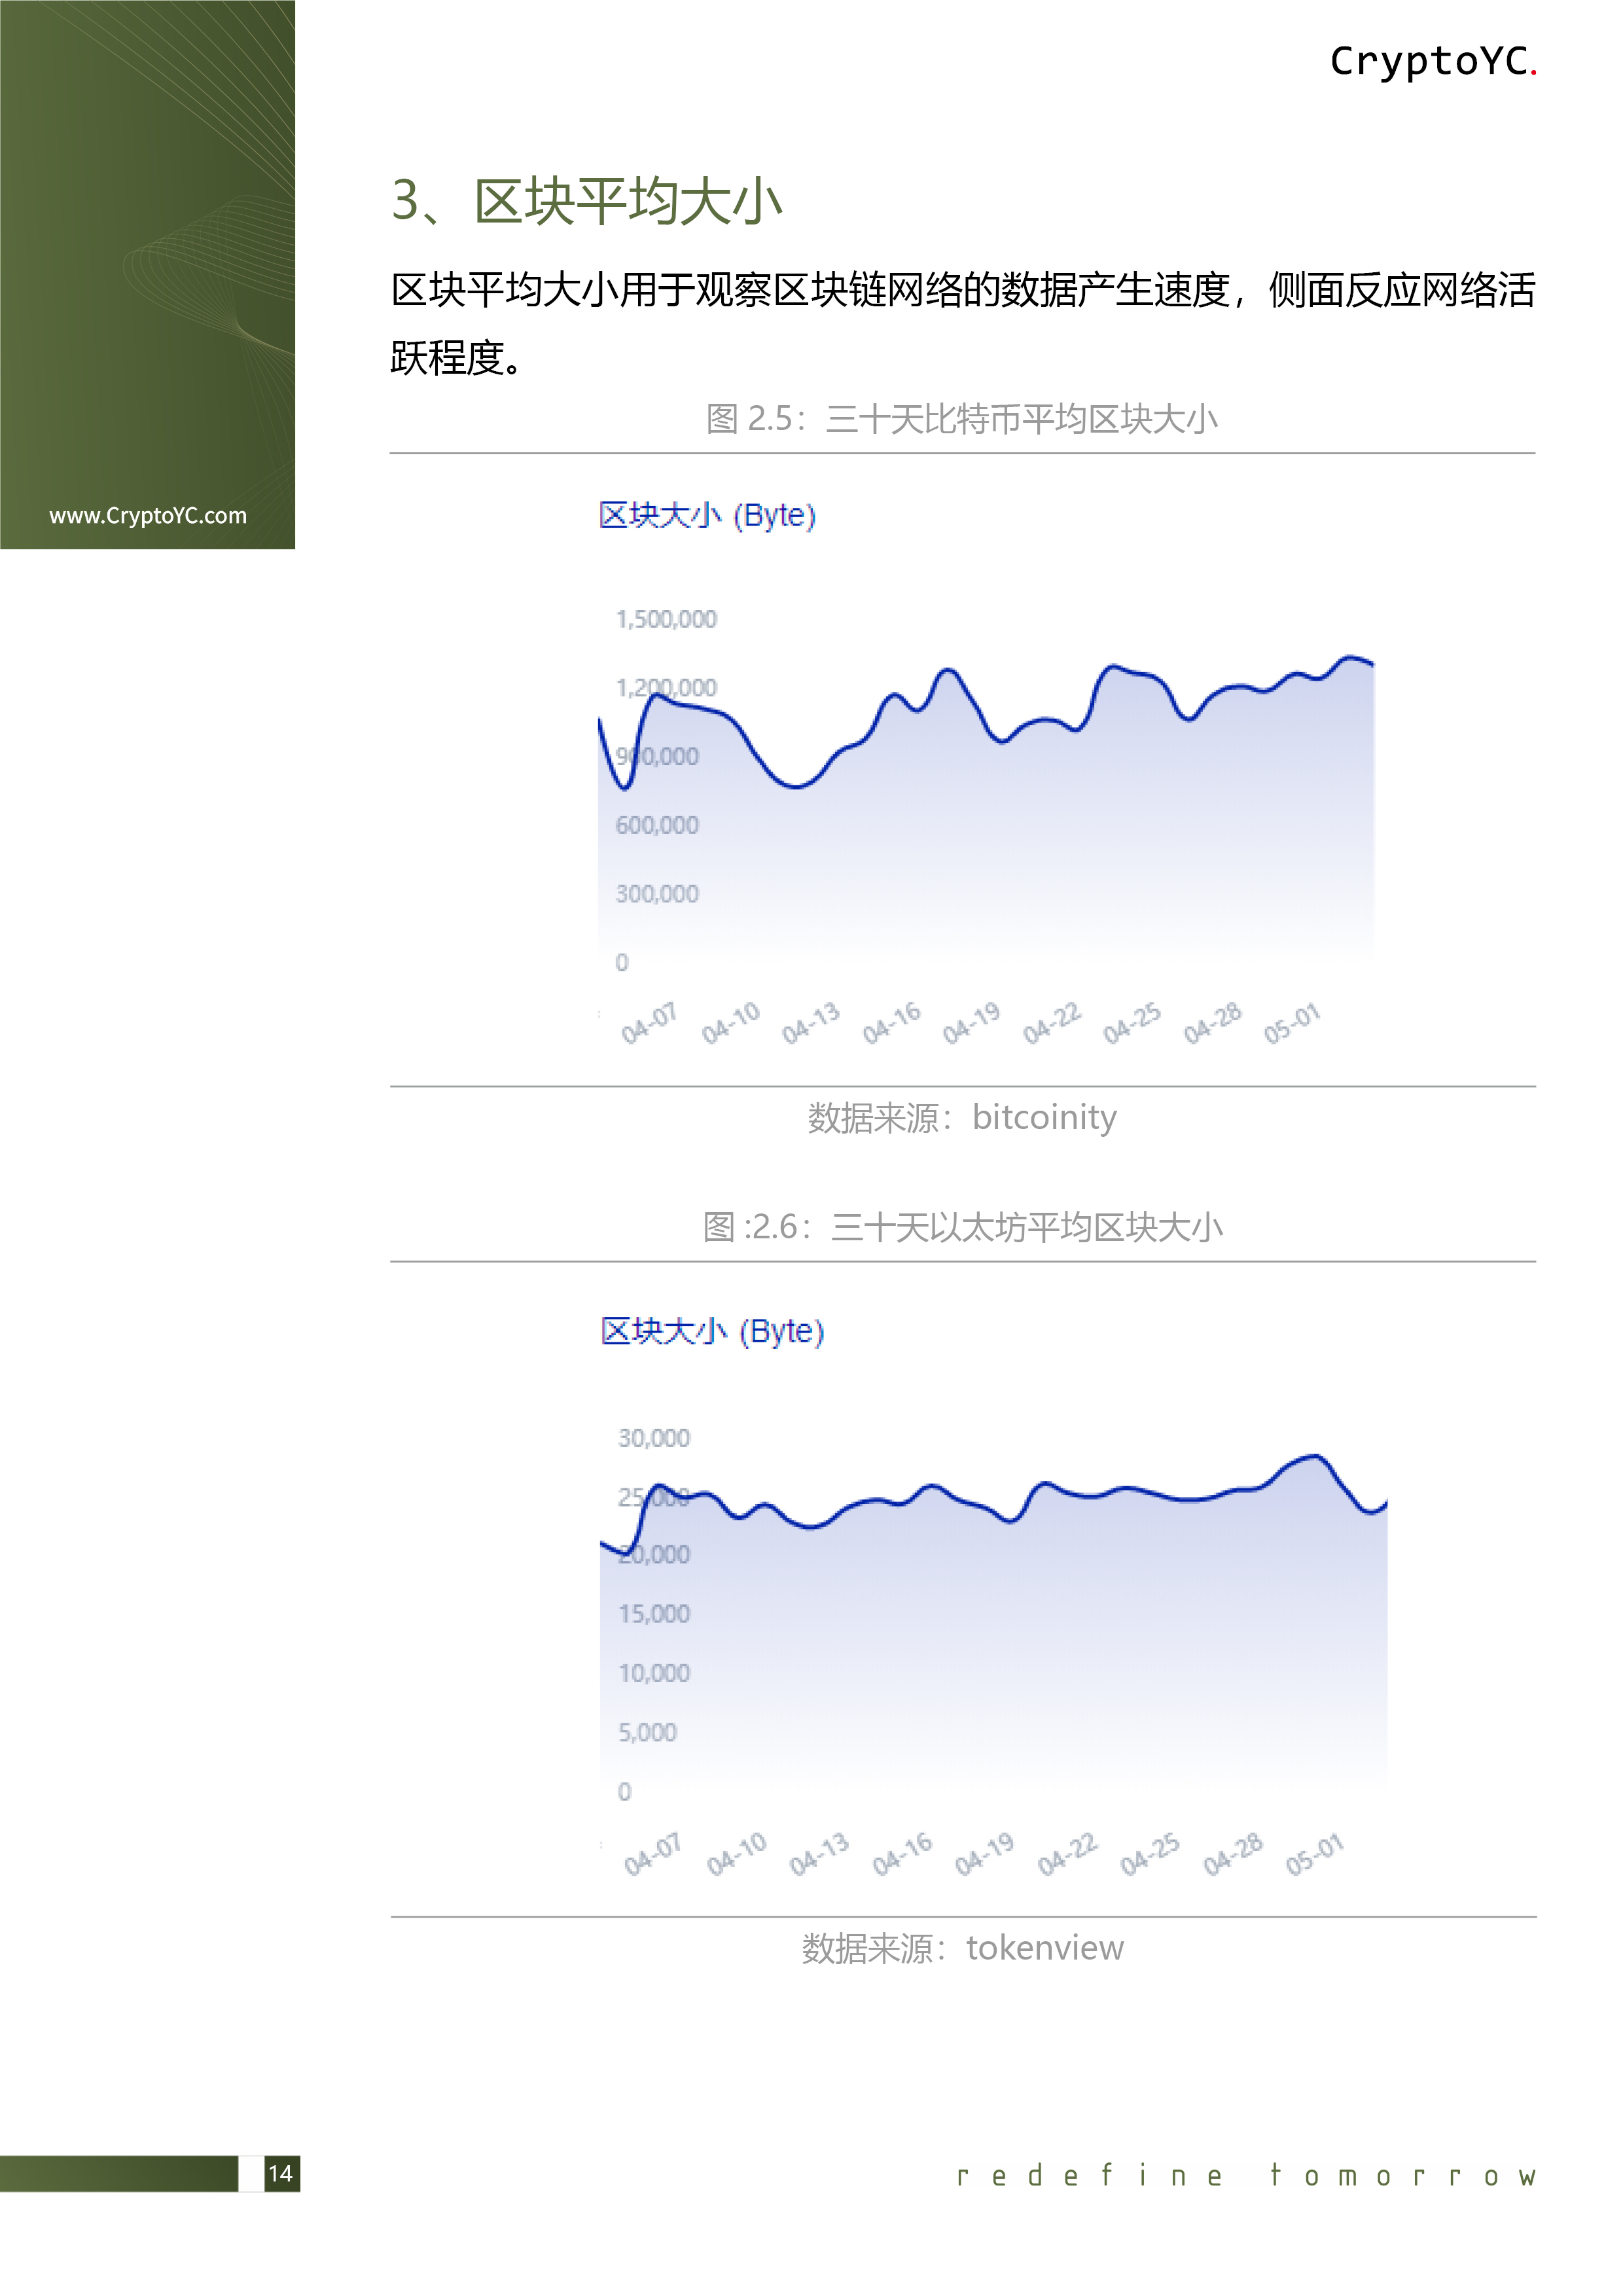 CryptoYC.
www.CryptoYC.com
3、区块平均大小
区块平均大小用于观察区块链网络的数据产生速度，侧面反应网络活
跃程度。
图 2.5：三十天比特币平均区块大小
区块大小 (Byte)
1,500,000
1,200,000
900,000
600,000
300,000
0
04-07 04-10 04-13 04-16 04-19 04-22 04-25 04-28 05-01
数据来源：bitcoinity
图 :2.6：三十天以太坊平均区块大小
区块大小 (Byte)
30,000
25,000
20,000
15,000
10,000
5,000
0
04-07 04-10 04-13 04-16 04-19 04-22 04-25 04-28 05-01
数据来源：tokenview
14
redefine tomorrow